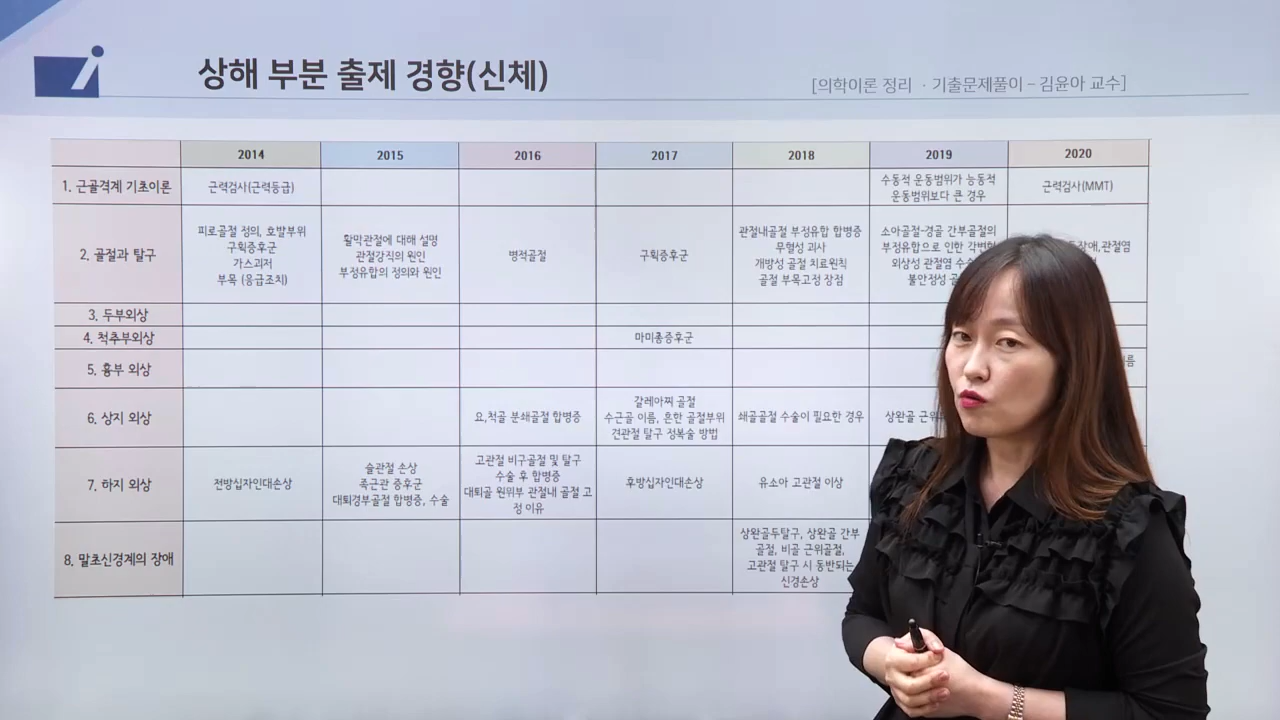 상해 부분 출제 경향(신체)
[의학이론 정리 · 기출문제풀이 – 김윤아 교수]
2014 2015 2016 2017 2018 2019 2020
1. 근골격계 기초이론
근력검사(근력등급)
수동적 운동범위가 능동적
운동범위보다 큰 경우
근력검사(MMT)
2. 골절과 탈구
피로골절 정의, 호발부위
구획증후군
가스괴저
부목 (응급조치)
활막관절에 대해 설명
관절강직의 원인
부정유합의 정의와 원인
병적골절
구획증후군
관절내골절 부정유합 합병증
무혈성 괴사
개방성 골절 치료원칙
골절 부목고정 장점
소아골절-경골 간부골절의
부정유합으로 인한 각변형
외상성 관절염
불안정성
관절염
3. 두부외상
4. 척추부외상
마미총증후군
5. 흉부 외상
6. 상지 외상
요,척골 분쇄골절 합병증
갈레아찌 골절
수근골 이름, 흔한 골절부위
견관절 탈구 정복술 방법
쇄골골절 수술이 필요한 경우
상완골
7. 하지 외상
전방십자인대손상
슬관절 손상
족근관 증후군
대퇴경부골절 합병증, 수술
고관절 비구골절 및 탈구
수술 후 합병증
대퇴골 원위부 관절내 골절 고
정 이유
후방십자인대손상
유소아 고관절 이상
8. 말초신경계의 장애
상완골두탈구, 상완골 간부
골절, 비골 근위골절,
고관절 탈구 시 동반되는
신경손상